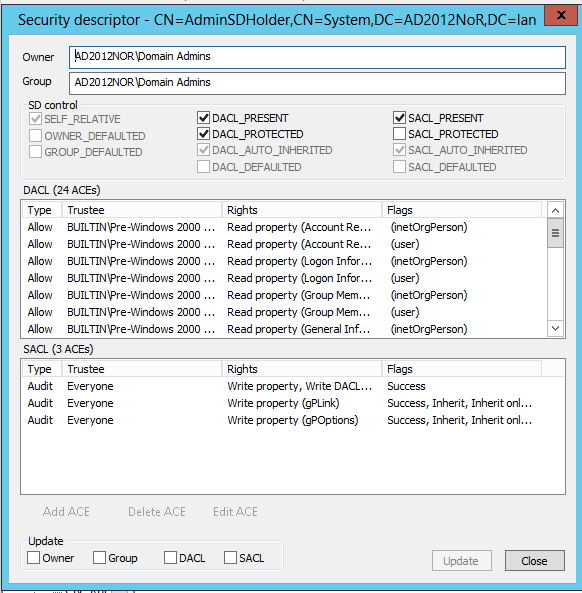 Security descriptor - CN=AdminSDHolder,CN=System,DC=AD2012NoR,DC=lan X
Owner AD2012NOR\Domain Admins
Group AD2012NOR\Domain Admins
SD control
SELF_RELATIVE DACL_PRESENT SACL_PRESENT
OWNER_DEFAULTED DACL_PROTECTED SACL_PROTECTED
GROUP_DEFAULTED DACL_AUTO_INHERITED SACL_AUTO_INHERITED
DACL_DEFAULTED SACL_DEFAULTED
DACL (24 ACEs)
Type Trustee Rights Flags
Allow BUILTIN\Pre-Windows 2000 ... Read property (Account Re... (inetOrgPerson)
Allow BUILTIN\Pre-Windows 2000 ... Read property (Account Re... (user)
Allow BUILTIN\Pre-Windows 2000 ... Read property (Logon Infor... (inetOrgPerson)
Allow BUILTIN\Pre-Windows 2000 ... Read property (Logon Infor... (user)
Allow BUILTIN\Pre-Windows 2000 ... Read property (Group Mem... (inetOrgPerson)
Allow BUILTIN\Pre-Windows 2000 ... Read property (Group Mem... (user)
Allow BUILTIN\Pre-Windows 2000 ... Read property (General Inf... (inetOrgPerson)
SACL (3 ACEs)
Type Trustee Rights Flags
Audit Everyone Write property, Write DACL... Success
Audit Everyone Write property (gPLink) Success, Inherit, Inherit onl...
Audit Everyone Write property (gPOptions) Success, Inherit, Inherit onl...
Add ACE Delete ACE Edit ACE
Update
Owner Group DACL SACL Update Close